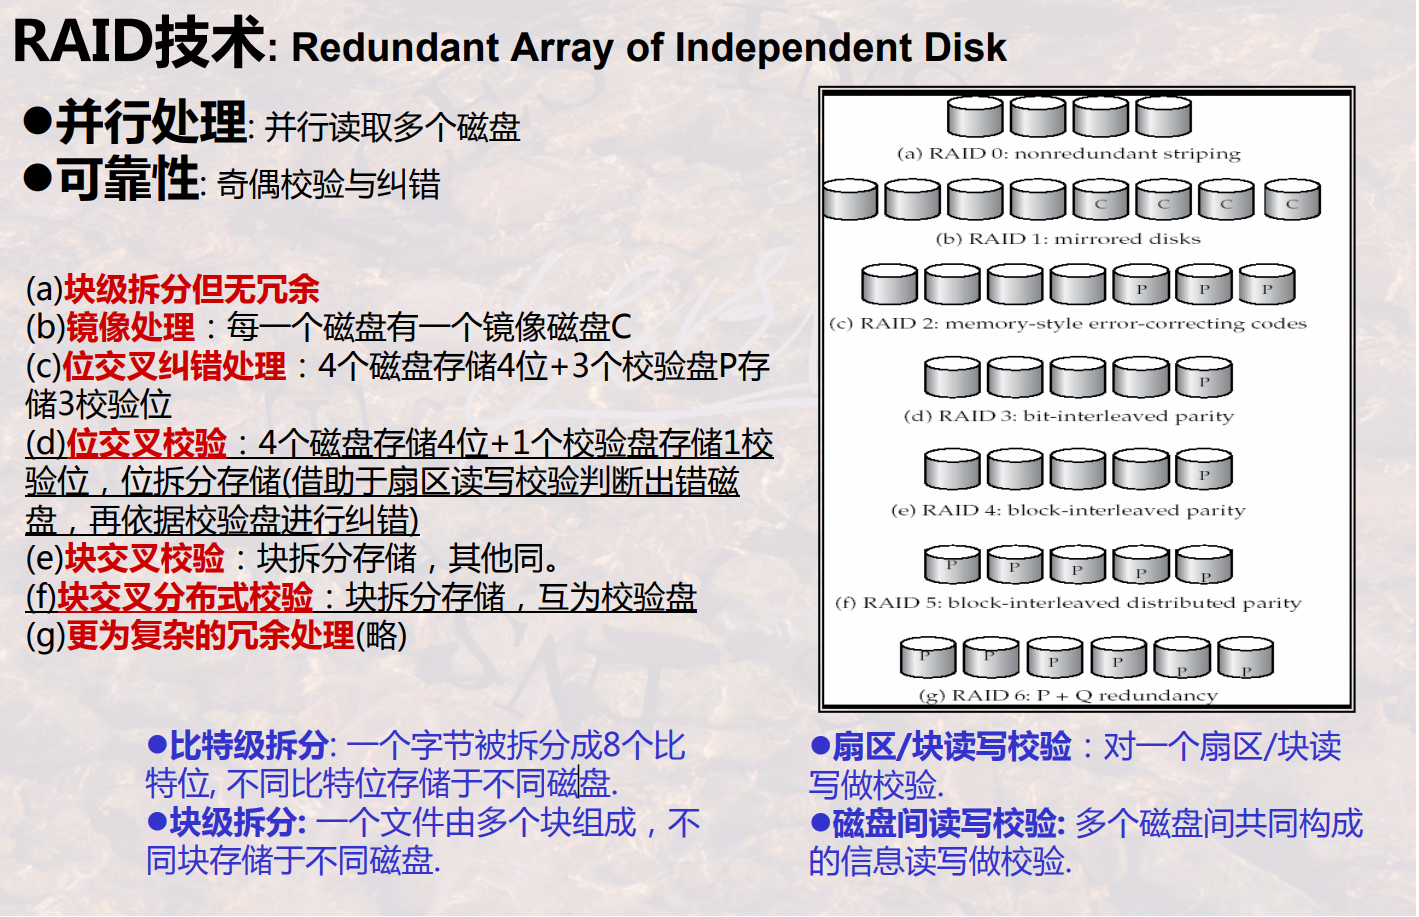 RAID技术: Redundant Array of Independent Disk
●并行处理: 并行读取多个磁盘
●可靠性: 奇偶校验与纠错
(a)块级拆分但无冗余
(b)镜像处理：每一个磁盘有一个镜像磁盘C
(c)位交叉纠错处理：4个磁盘存储4位+3个校验盘P存
储3校验位
(d)位交叉校验：4个磁盘存储4位+1个校验盘存储1校
验位，位拆分存储(借助于扇区读写校验判断出错磁
盘，再依据校验盘进行纠错)
(e)块交叉校验：块拆分存储，其他同。
(f)块交叉分布式校验：块拆分存储，互为校验盘
(g)更为复杂的冗余处理(略)
(a) RAID 0: nonredundant striping
C C C C
(b) RAID 1: mirrored disks
P P P
(c) RAID 2: memory-style error-correcting codes
P
(d) RAID 3: bit-interleaved parity
P
(e) RAID 4: block-interleaved parity
P P P P P
(f) RAID 5: block-interleaved distributed parity
P P P P P P
(g) RAID 6: P + Q redundancy
●比特级拆分: 一个字节被拆分成8个比
特位, 不同比特位存储于不同磁盘.
●块级拆分: 一个文件由多个块组成，不
同块存储于不同磁盘.
●扇区/块读写校验：对一个扇区/块读
写做校验.
●磁盘间读写校验: 多个磁盘间共同构成
的信息读写做校验.